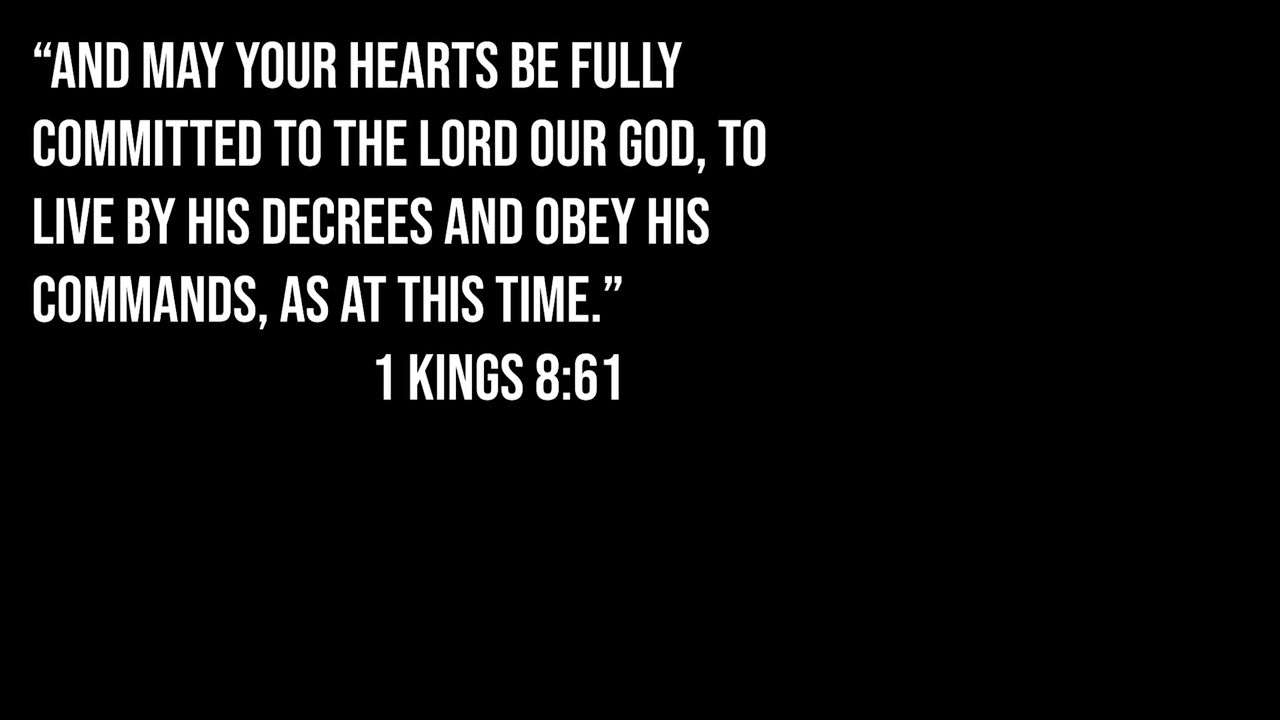 “AND MAY YOUR HEARTS BE FULLY
COMMITTED TO THE LORD OUR GOD, TO
LIVE BY HIS DECREES AND OBEY HIS
COMMANDS, AS AT THIS TIME.”
1 KINGS 8:61